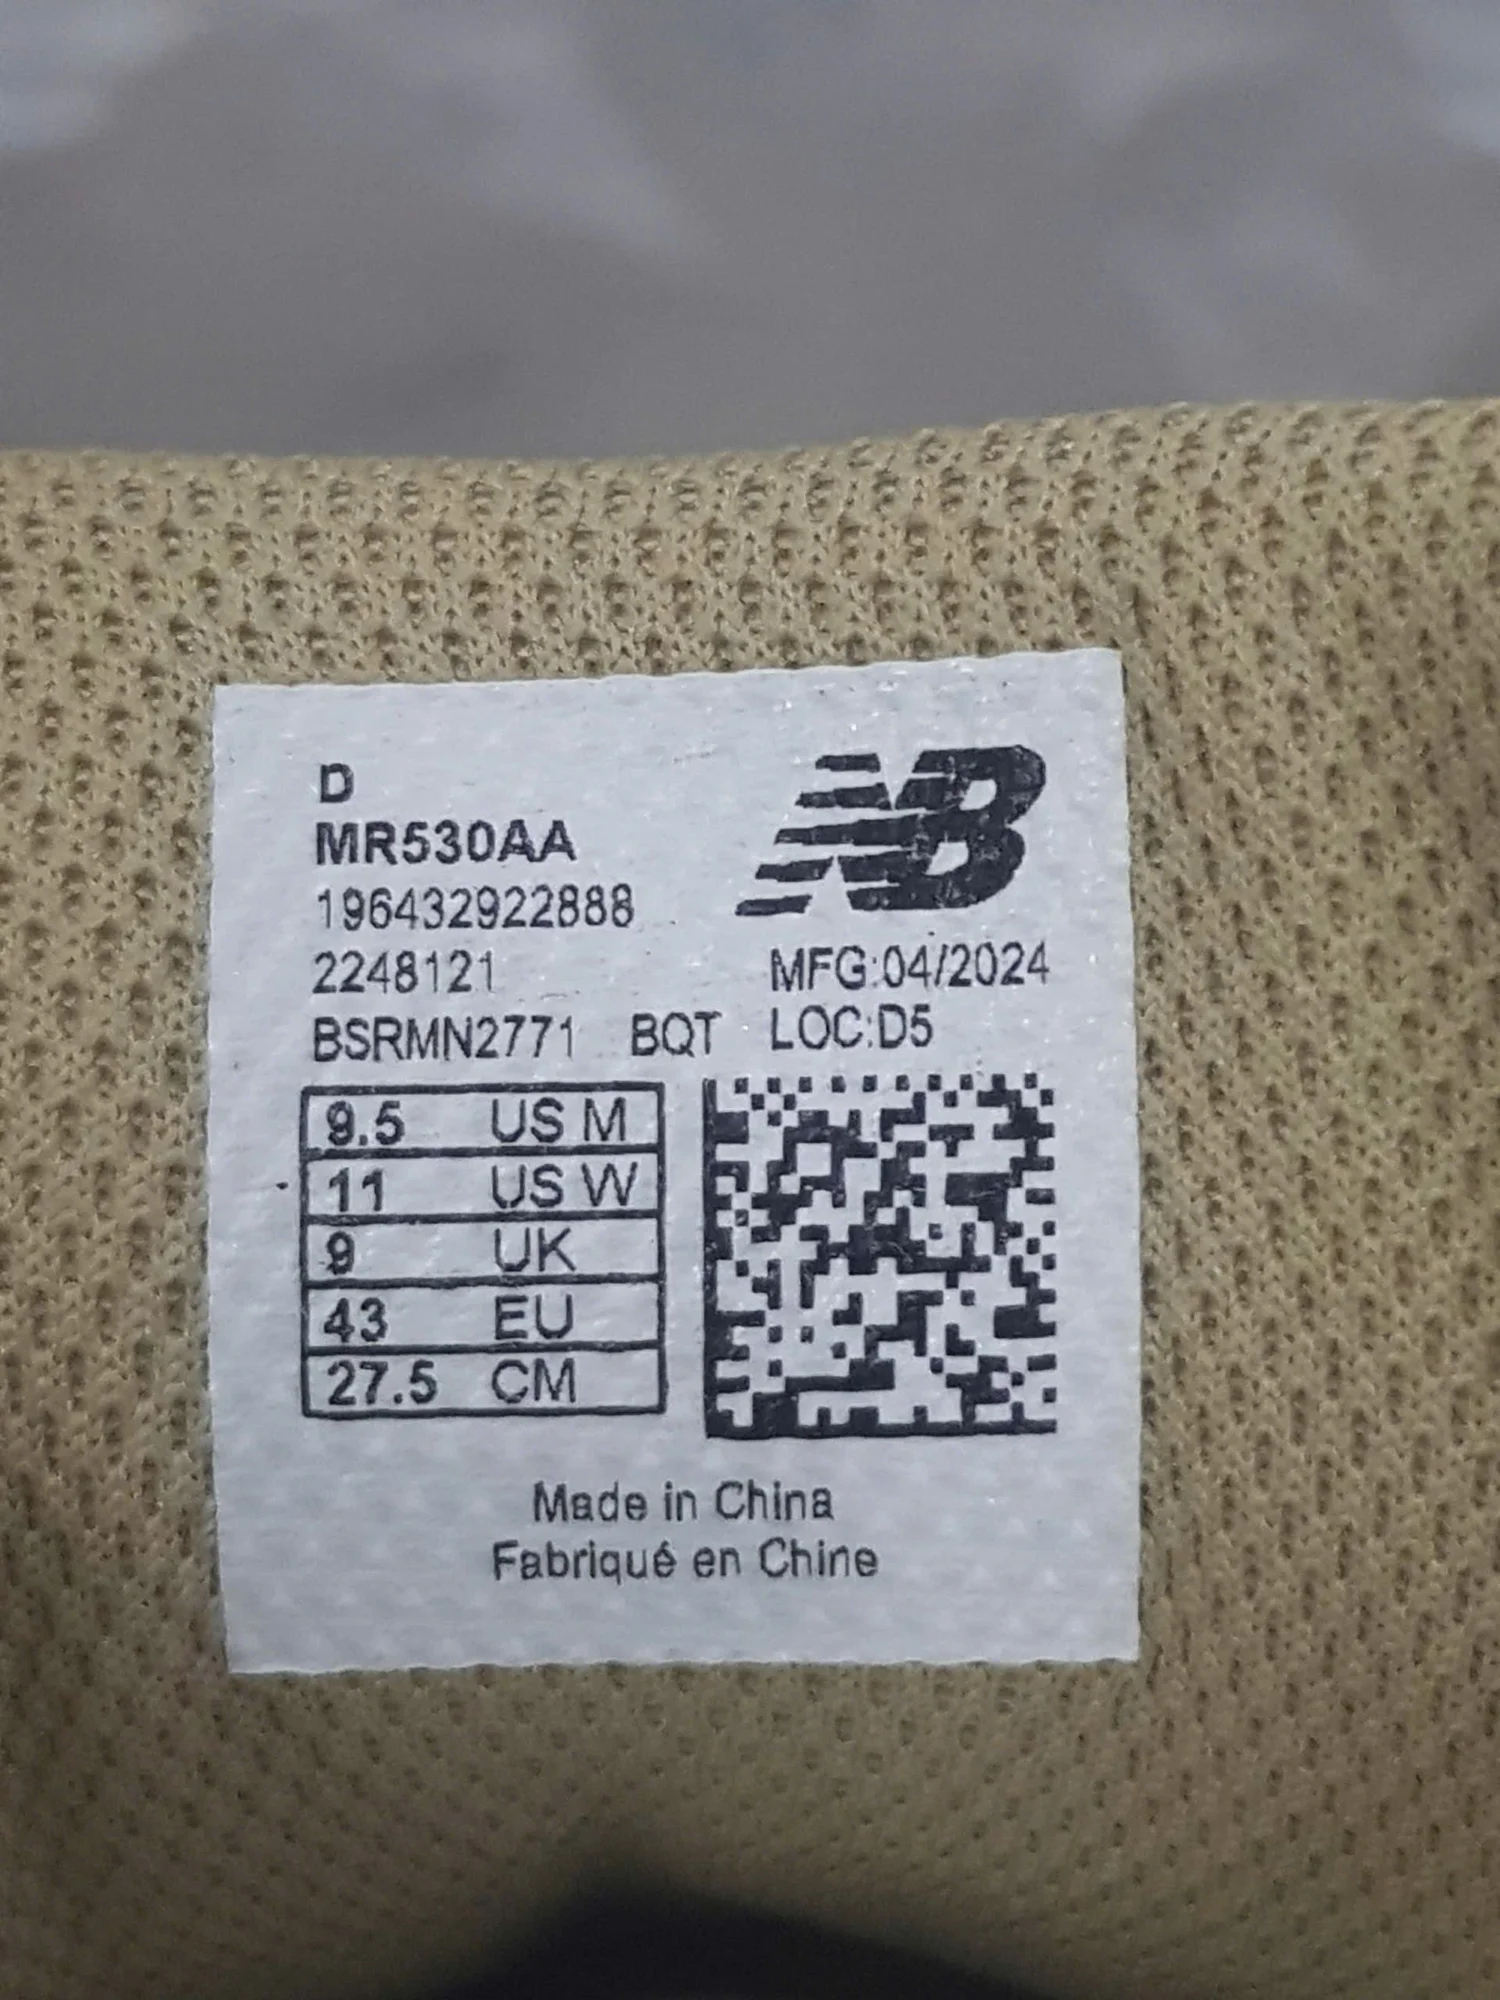 D
MR530AA
196432922888
2248121
BSRMN2771 BQT
NB
MFG:04/2024
LOC:D5
9.5 US M
11 US W
9 UK
43 EU
27.5 CM
Made in China
Fabriqué en Chine